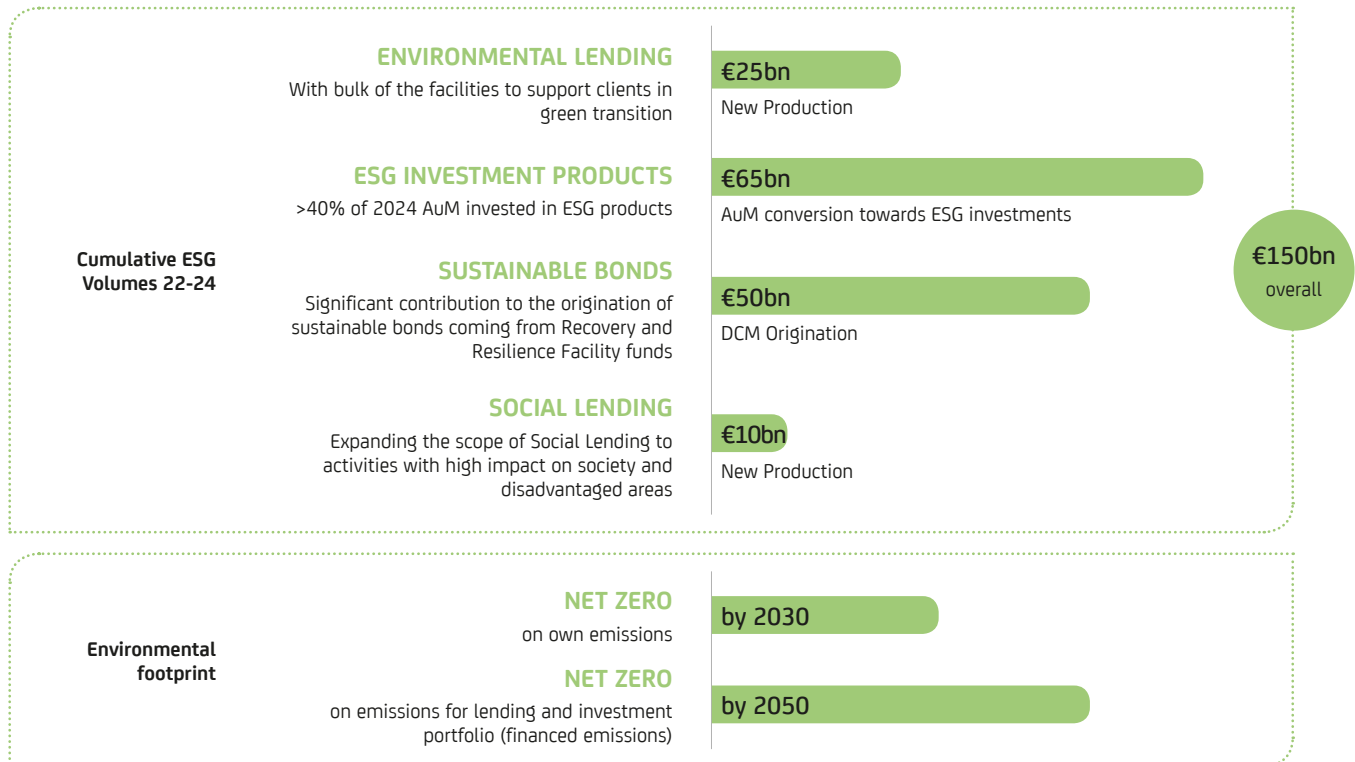 ENVIRONMENTAL LENDING
With bulk of the facilities to support clients in
green transition
€25bn
New Production
ESG INVESTMENT PRODUCTS
>40% of 2024 AuM invested in ESG products
€65bn
AuM conversion towards ESG investments
Cumulative ESG
Volumes 22-24
SUSTAINABLE BONDS
Significant contribution to the origination of
sustainable bonds coming from Recovery and
Resilience Facility funds
€50bn
DCM Origination
€150bn
overall
SOCIAL LENDING
Expanding the scope of Social Lending to
activities with high impact on society and
disadvantaged areas
€10bn
New Production
Environmental
footprint
NET ZERO
on own emissions
by 2030
NET ZERO
on emissions for lending and investment
portfolio (financed emissions)
by 2050